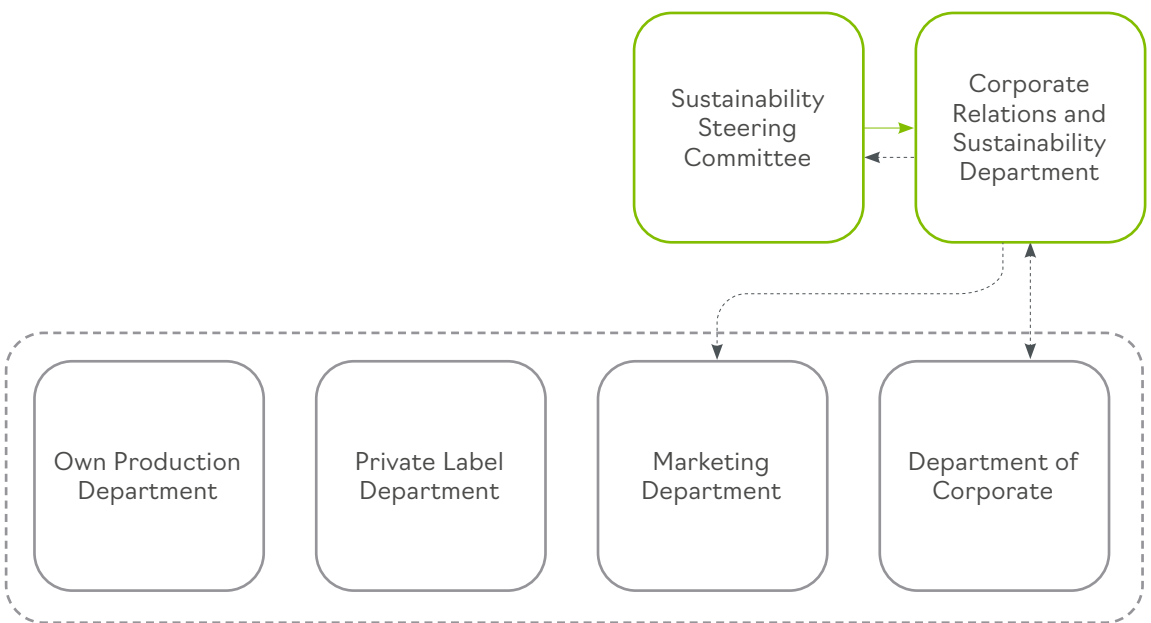 Sustainability
Steering
Committee
Corporate
Relations and
Sustainability
Department
Own Production
Department
Private Label
Department
Marketing
Department
Department of
Corporate